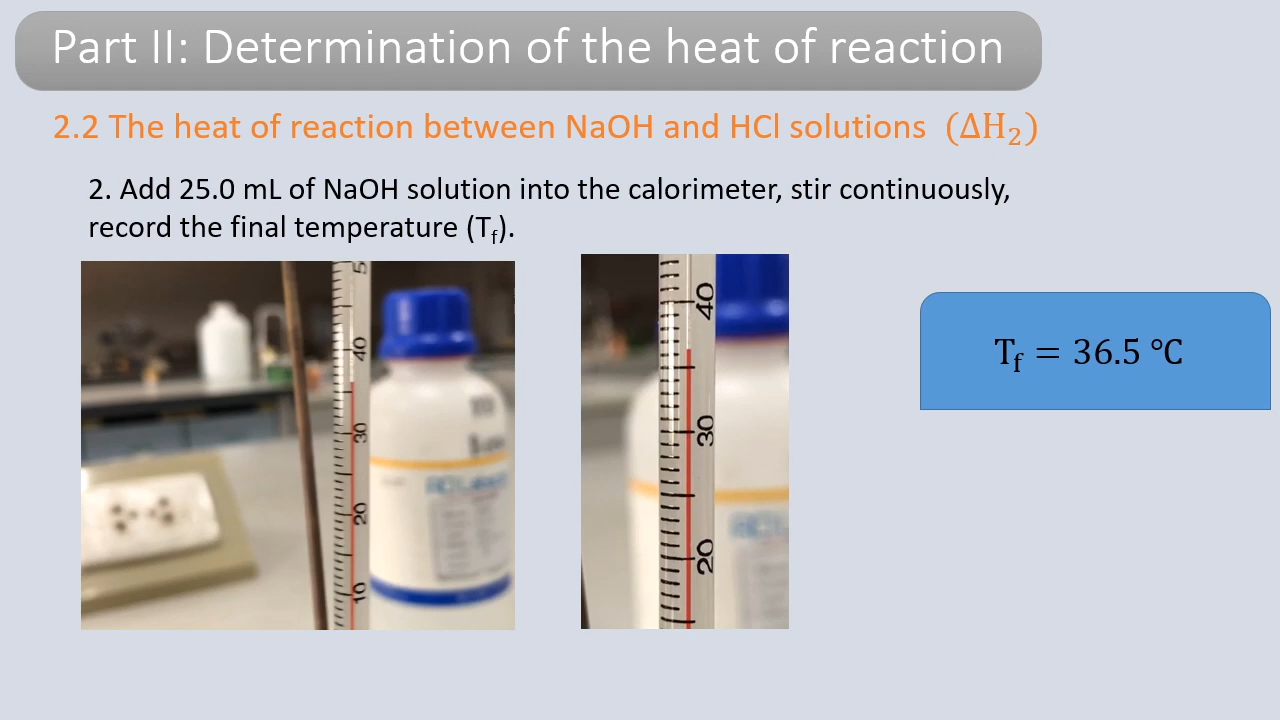 Part II: Determination of the heat of reaction
2.2 The heat of reaction between NaOH and HCl solutions (ΔH₂)
2. Add 25.0 mL of NaOH solution into the calorimeter, stir continuously,
record the final temperature (T_f).
40
30
20
10
40
30
20
T_f = 36.5 ℃